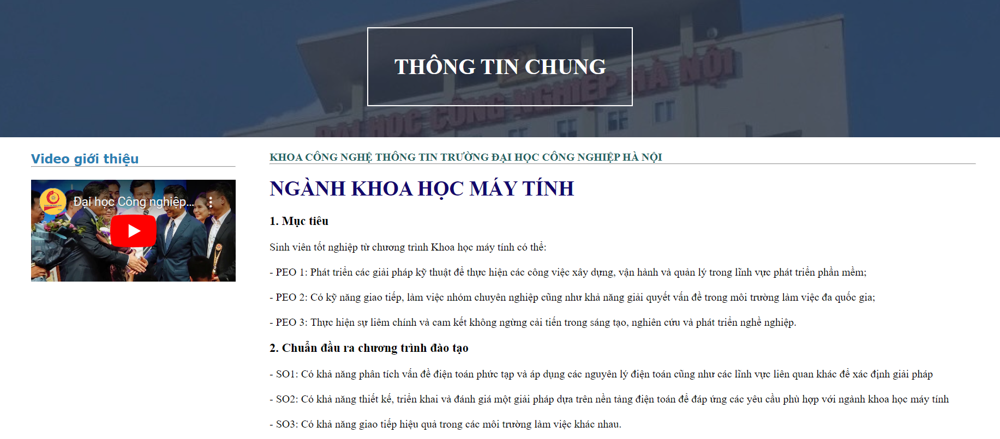 THÔNG TIN CHUNG
ĐẠI HỌC CÔNG NGHIỆP HÀ NỘI
Video giới thiệu
Đại học Công nghiệp...
KHOA CÔNG NGHỆ THÔNG TIN TRƯỜNG ĐẠI HỌC CÔNG NGHIỆP HÀ NỘI
NGÀNH KHOA HỌC MÁY TÍNH
1. Mục tiêu
Sinh viên tốt nghiệp từ chương trình Khoa học máy tính có thể:
- PEO 1: Phát triển các giải pháp kỹ thuật để thực hiện các công việc xây dựng, vận hành và quản lý trong lĩnh vực phát triển phần mềm;
- PEO 2: Có kỹ năng giao tiếp, làm việc nhóm chuyên nghiệp cũng như khả năng giải quyết vấn đề trong môi trường làm việc đa quốc gia;
- PEO 3: Thực hiện sự liêm chính và cam kết không ngừng cải tiến trong sáng tạo, nghiên cứu và phát triển nghề nghiệp.
2. Chuẩn đầu ra chương trình đào tạo
- SO1: Có khả năng phân tích vấn đề điện toán phức tạp và áp dụng các nguyên lý điện toán cũng như các lĩnh vực liên quan khác để xác định giải pháp
- SO2: Có khả năng thiết kế, triển khai và đánh giá một giải pháp dựa trên nền tảng điện toán để đáp ứng các yêu cầu phù hợp với ngành khoa học máy tính
- SO3: Có khả năng giao tiếp hiệu quả trong các môi trường làm việc khác nhau.